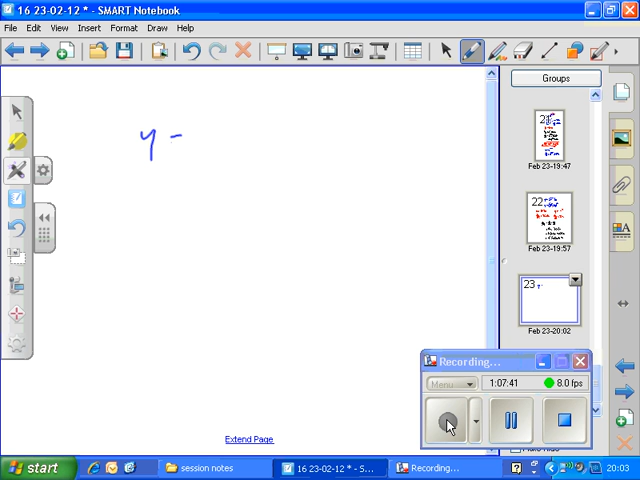 16 23-02-12 * - SMART Notebook
File Edit View Insert Format Draw Help
y -
Groups
21
Feb 23-19:47
22
Feb 23-19:57
23 y-
Feb 23-20:02
Recording...
Menu
1:07:41
8.0 fps
Extend Page
start
session notes
16 23-02-12 * - S...
Recording...
?
20:03